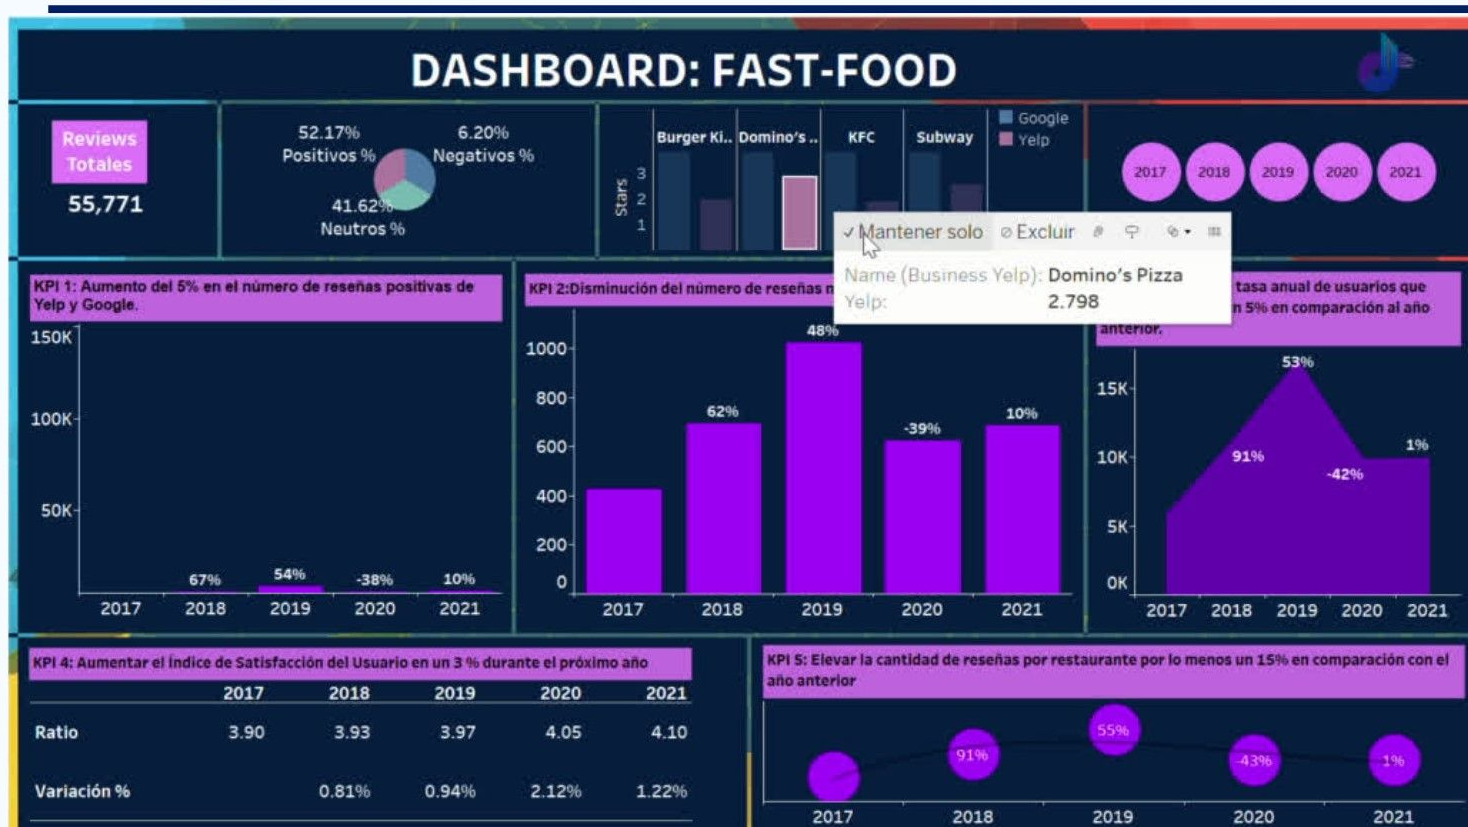 DASHBOARD: FAST-FOOD
Reviews
Totales
55,771
52.17%
Positivos %
6.20%
Negativos %
41.62%
Neutros %
Burger Ki..
Domino's ..
KFC
Subway
Stars
3
2
1
Google
Yelp
2017
2018
2019
2020
2021
Mantener solo
Excluir
Name (Business Yelp): Domino's Pizza
Yelp: 2.798
KPI 1: Aumento del 5% en el número de reseñas positivas de
Yelp y Google.
150K
100K
50K
67%
54%
-38%
10%
2017
2018
2019
2020
2021
KPI 2:Disminución del número de reseñas
1000
800
600
400
200
0
62%
48%
-39%
10%
2017
2018
2019
2020
2021
tasa anual de usuarios que
5% en comparación al año
anterior.
15K
10K
5K
0K
91%
53%
-42%
1%
2017
2018
2019
2020
2021
KPI 4: Aumentar el Índice de Satisfacción del Usuario en un 3 % durante el próximo año
2017 2018 2019 2020 2021
Ratio 3.90 3.93 3.97 4.05 4.10
Variación % 0.81% 0.94% 2.12% 1.22%
KPI 5: Elevar la cantidad de reseñas por restaurante por lo menos un 15% en comparación con el
año anterior
91%
55%
-43%
1%
2017
2018
2019
2020
2021